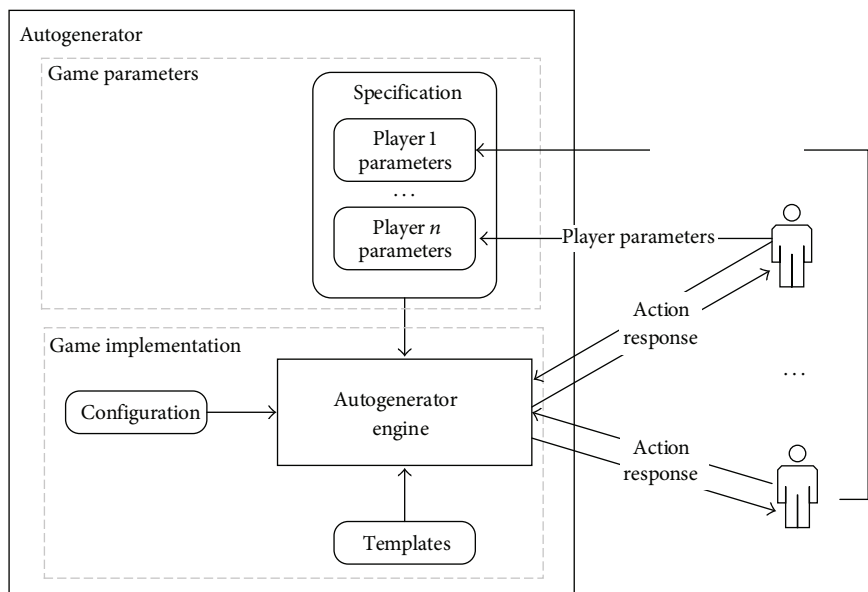 Autogenerator
Game parameters
Specification
Player 1
parameters
...
Player n
parameters
Player parameters
Action
response
...
Game implementation
Configuration
Autogenerator
engine
Action
response
Templates